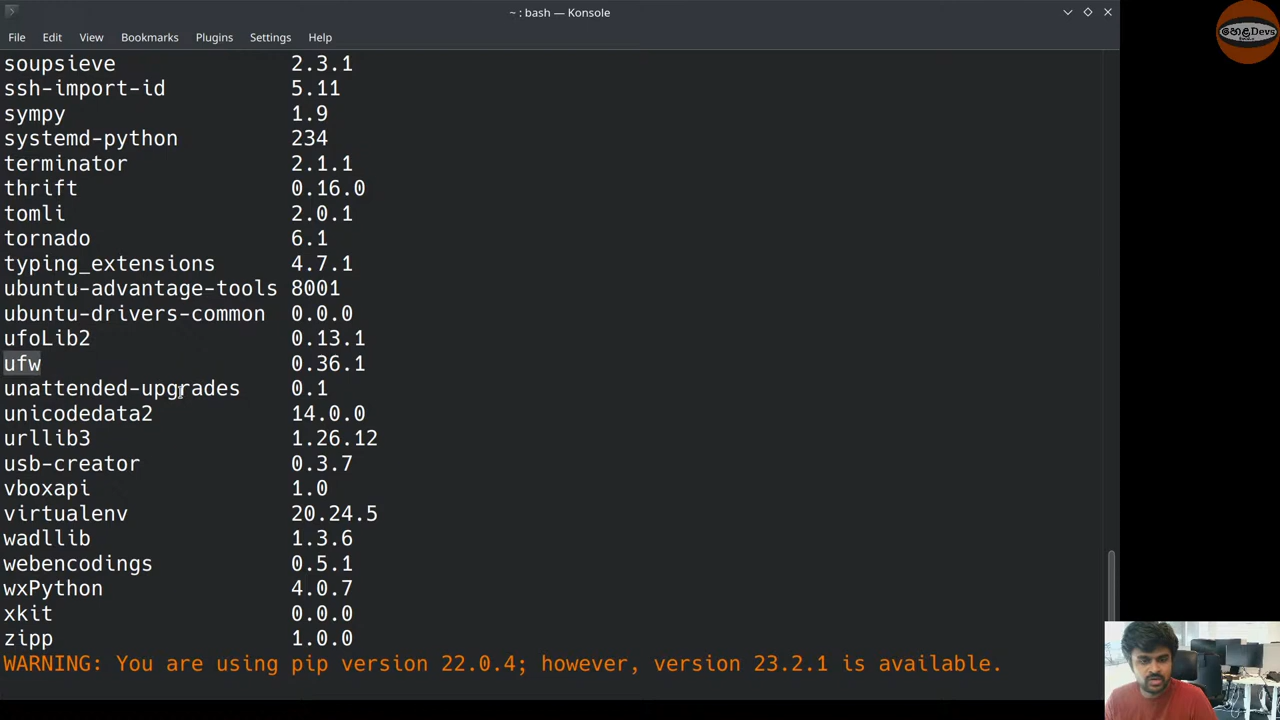 ~ : bash — Konsole
File Edit View Bookmarks Plugins Settings Help
soupsieve 2.3.1
ssh-import-id 5.11
sympy 1.9
systemd-python 234
terminator 2.1.1
thrift 0.16.0
tomli 2.0.1
tornado 6.1
typing_extensions 4.7.1
ubuntu-advantage-tools 8001
ubuntu-drivers-common 0.0.0
ufoLib2 0.13.1
ufw 0.36.1
unattended-upgrades 0.1
unicodedata2 14.0.0
urllib3 1.26.12
usb-creator 0.3.7
vboxapi 1.0
virtualenv 20.24.5
wadllib 1.3.6
webencodings 0.5.1
wxPython 4.0.7
xkit 0.0.0
zipp 1.0.0
WARNING: You are using pip version 22.0.4; however, version 23.2.1 is available.
හෙළDevs